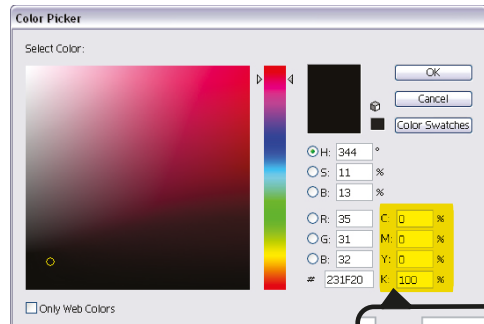 Color Picker
Select Color:
OK
Cancel
Color Swatches
H: 344 °
S: 11 %
B: 13 %
R: 35 C: 0 %
G: 31 M: 0 %
B: 32 Y: 0 %
# 231F20 K: 100 %
Only Web Colors